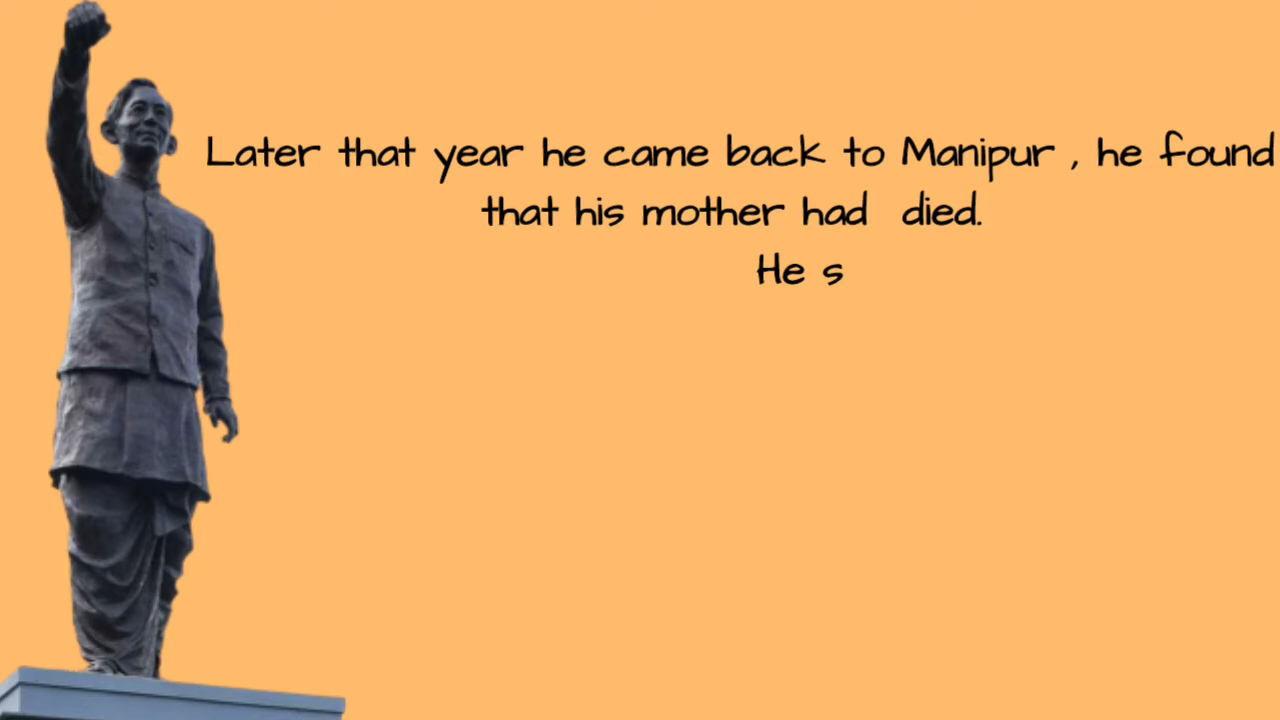 Later that year he came back to Manipur , he found
that his mother had died.
He s